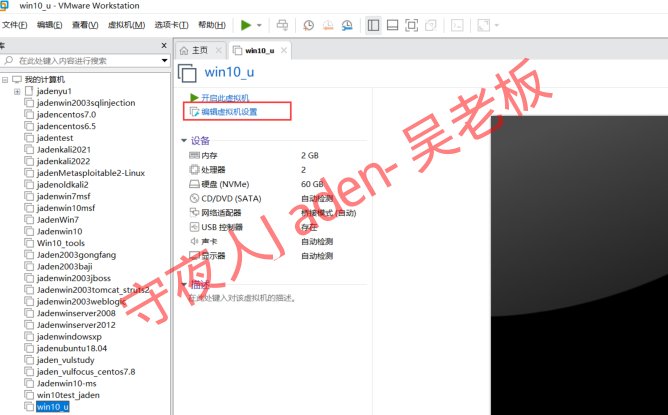 win10_u - VMware Workstation
文件(F) 编辑(E) 查看(V) 虚拟机(M) 选项卡(T) 帮助(H)
库
在此处键入内容进行搜索
我的计算机
jadenyu1
jadenwin2003sqlinjection
jadencentos7.0
jadencentos6.5
jadentest
Jadenkali2021
jadenkali2022
jadenMetasploitable2-Linux
jadenoldkali2
jadenwin7msf
jadenwin10msf
JadenWin7
Jadenwin10
Win10_tools
Jaden2003gongfang
Jaden2003baji
jadenwin2003jboss
jadenwin2003tomcat_struts2
jadenwin2003weblogic
Jadenwinserver2008
Jadenwinserver2012
jadenwindowsxp
jadenubuntu18.04
jaden_vulstudy
jaden_vulfocus_centos7.8
Jadenwin10-ms
win10test_jaden
win10_u
主页
win10_u
win10_u
开启此虚拟机
编辑虚拟机设置
设备
内存 2 GB
处理器 2
硬盘 (NVMe) 60 GB
CD/DVD (SATA) 自动检测
网络适配器 桥接模式 (自动)
USB 控制器 存在
声卡 自动检测
显示器 自动检测
描述
在此处键入对该虚拟机的描述。
守夜人Jaden-吴老板